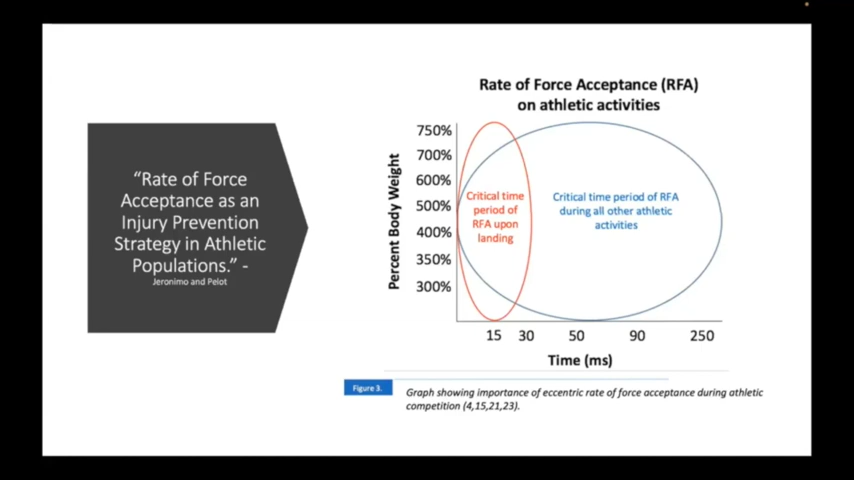 "Rate of Force
Acceptance as an
Injury Prevention
Strategy in Athletic
Populations." -
Jeronimo and Pelot
Rate of Force Acceptance (RFA)
on athletic activities
Percent Body Weight
750%
700%
600%
500%
400%
350%
300%
Critical time
period of
RFA upon
landing
Critical time period of RFA
during all other athletic
activities
15 30 50 90 250
Time (ms)
Figure 3.
Graph showing importance of eccentric rate of force acceptance during athletic
competition (4,15,21,23).